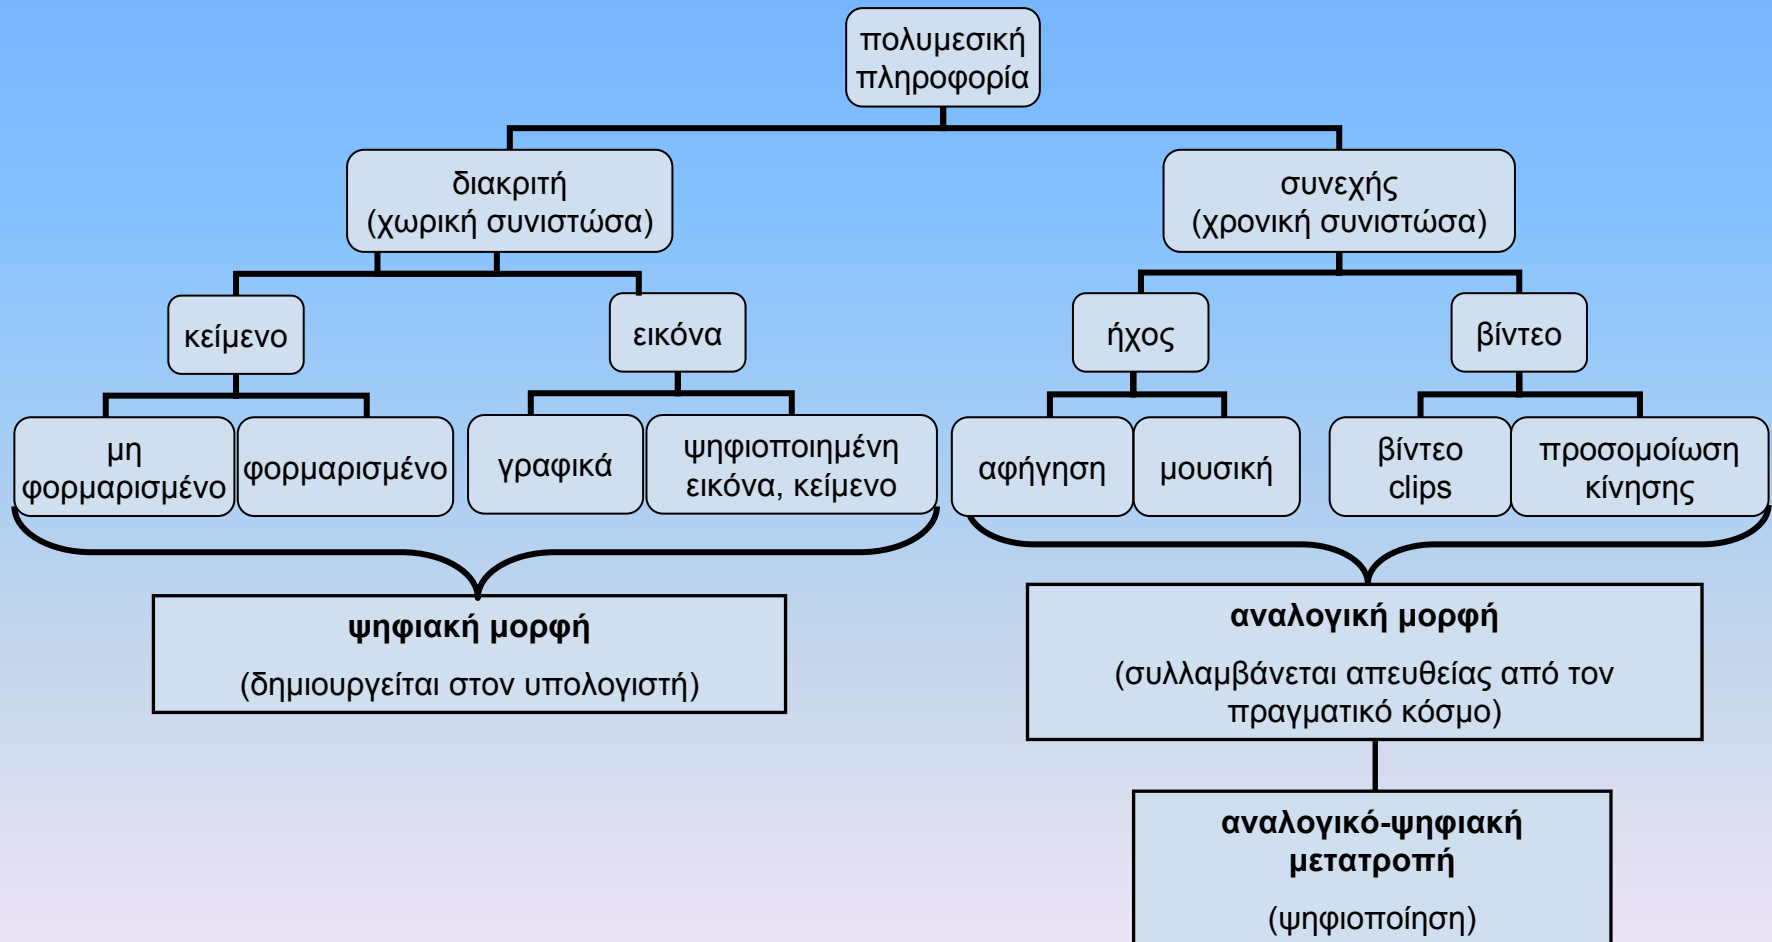 πολυμεσική
πληροφορία
διακριτή
(χωρική συνιστώσα)
συνεχής
(χρονική συνιστώσα)
κείμενο
εικόνα
ήχος
βίντεο
μη
φορμαρισμένο
φορμαρισμένο
γραφικά
ψηφιοποιημένη
εικόνα, κείμενο
αφήγηση
μουσική
βίντεο
clips
προσομοίωση
κίνησης
ψηφιακή μορφή
(δημιουργείται στον υπολογιστή)
αναλογική μορφή
(συλλαμβάνεται απευθείας από τον
πραγματικό κόσμο)
αναλογικό-ψηφιακή
μετατροπή
(ψηφιοποίηση)